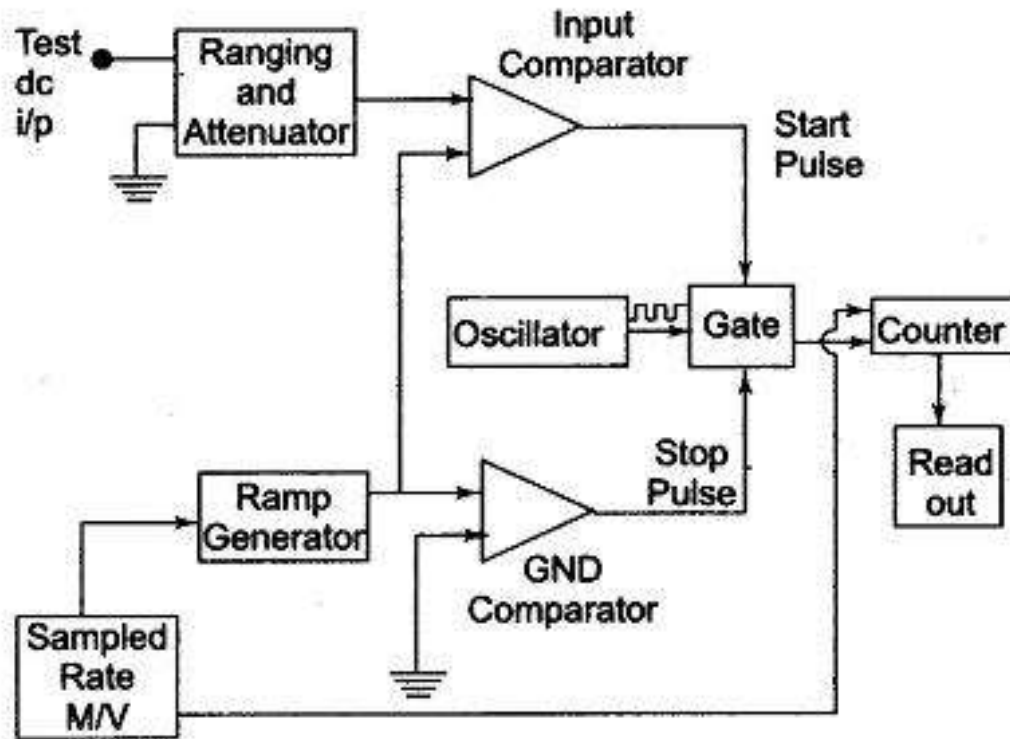 Test
dc
i/p
Ranging
and
Attenuator
Input
Comparator
Start
Pulse
Oscillator
Gate
Counter
Read
out
Stop
Pulse
Ramp
Generator
GND
Comparator
Sampled
Rate
M/V